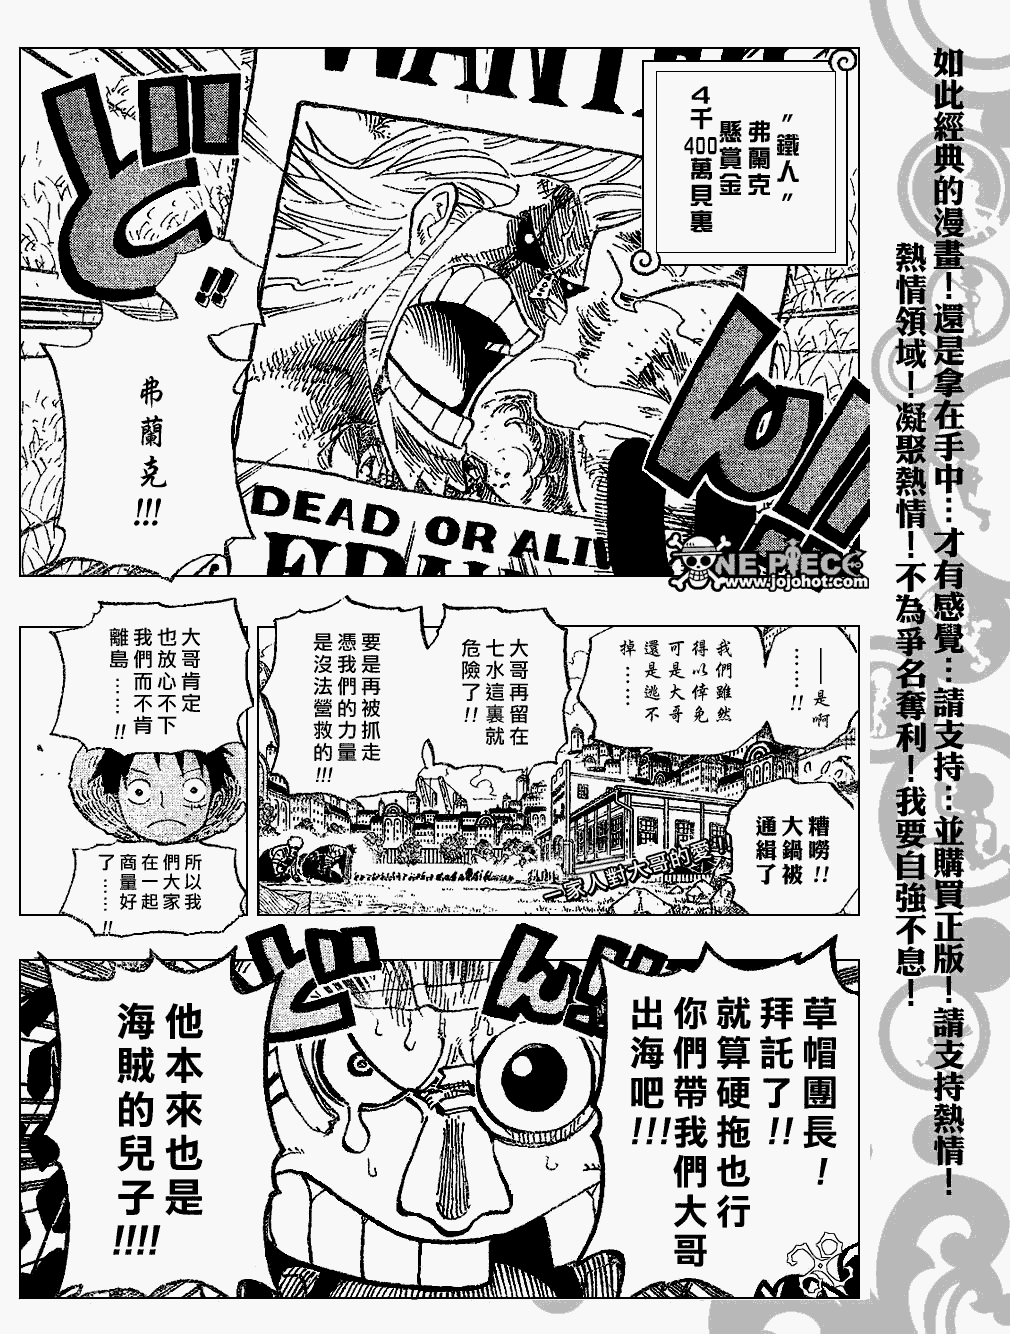 WANTED
〃鐵人〃
弗蘭克
懸賞金
4千400萬貝裏
ど
ん
!!
弗蘭克!!!
DEAD OR ALIVE
ONE PIECE
www.jojohot.com
——是啊
……!!
我們雖然
得以倖免
可是大哥
還是逃不
掉……
大哥再留在
七水這裏就
危險了!!
要是再被抓走
憑我們的力量
是沒法營救的!!!
糟嘮!!
大鍋被
通緝了
大哥肯定
也放心不下
我們而不肯
離島……!!
所以我
們大家
在一起
商量好
了……!!
草帽團長!
拜託了!!
就算硬拖也行
你們帶我們大哥
出海吧!!!
ど
ん
他本來也是
海賊的兒子!!!!
如此經典的漫畫!還是拿在手中…才有感覺…請支持…並購買正版!請支持熱情!
熱情領域!凝聚熱情!不為爭名奪利!我要自強不息!